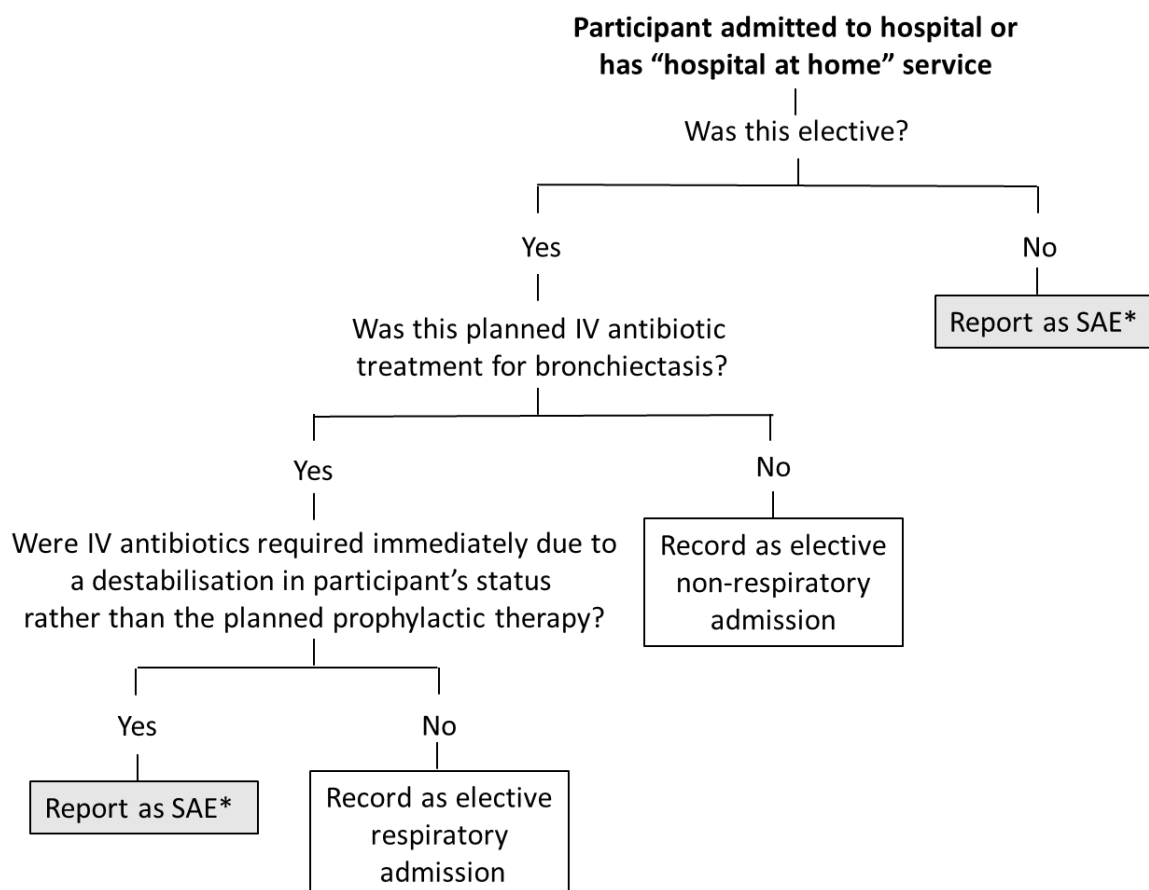 Participant admitted to hospital or
has “hospital at home” service
Was this elective?
Yes
No
Report as SAE*
Was this planned IV antibiotic
treatment for bronchiectasis?
Yes
No
Were IV antibiotics required immediately due to
a destabilisation in participant’s status
rather than the planned prophylactic therapy?
Record as elective
non-respiratory
admission
Yes
No
Report as SAE*
Record as elective
respiratory
admission